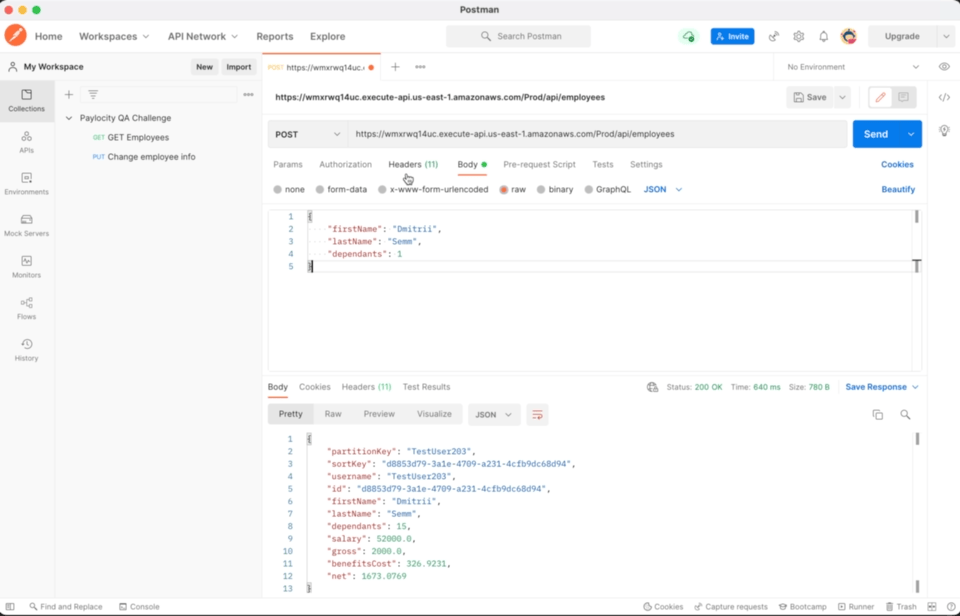 Postman
Home Workspaces API Network Reports Explore Search Postman Invite Upgrade
My Workspace New Import POST https://wmxrwq14uc. No Environment
Collections
APIs
Environments
Mock Servers
Monitors
Flows
History
Paylocity QA Challenge
GET GET Employees
PUT Change employee info
https://wmxrwq14uc.execute-api.us-east-1.amazonaws.com/Prod/api/employees Save
POST https://wmxrwq14uc.execute-api.us-east-1.amazonaws.com/Prod/api/employees Send
Params Authorization Headers (11) Body Pre-request Script Tests Settings Cookies
none form-data x-www-form-urlencoded raw binary GraphQL JSON Beautify
1 {
2 "firstName": "Dmitrii",
3 "lastName": "Semm",
4 "dependants": 1
5 }
Body Cookies Headers (11) Test Results Status: 200 OK Time: 640 ms Size: 780 B Save Response
Pretty Raw Preview Visualize JSON
1 {
2 "partitionKey": "TestUser203",
3 "sortKey": "d8853d79-3a1e-4709-a231-4cfb9dc68d94",
4 "username": "TestUser203",
5 "id": "d8853d79-3a1e-4709-a231-4cfb9dc68d94",
6 "firstName": "Dmitrii",
7 "lastName": "Semm",
8 "dependants": 15,
9 "salary": 52000.0,
10 "gross": 2000.0,
11 "benefitsCost": 326.9231,
12 "net": 1673.0769
13 }
Find and Replace Console Cookies Capture requests Bootcamp Runner Trash